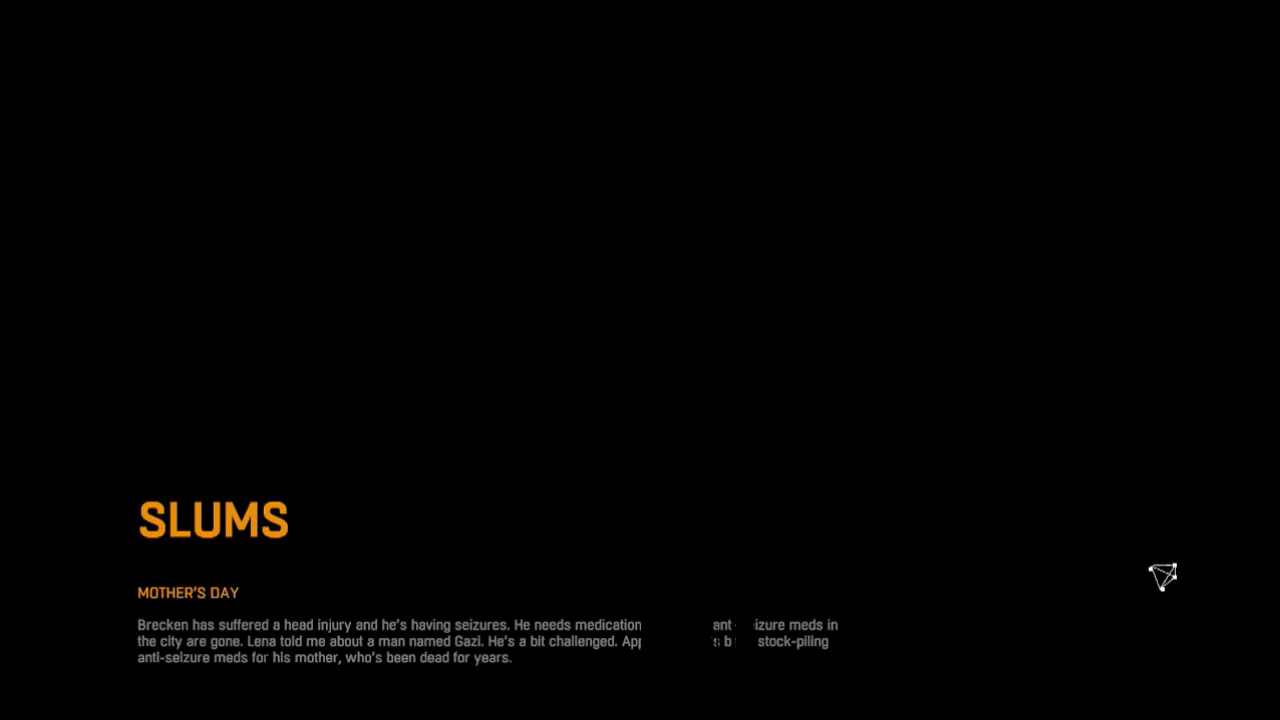 SLUMS
MOTHER'S DAY
Brecken has suffered a head injury and he's having seizures. He needs medication meds in
the city are gone. Lena told me about a man named Gazi. He's a bit challenged. stock-piling
anti-seizure meds for his mother, who's been dead for years.